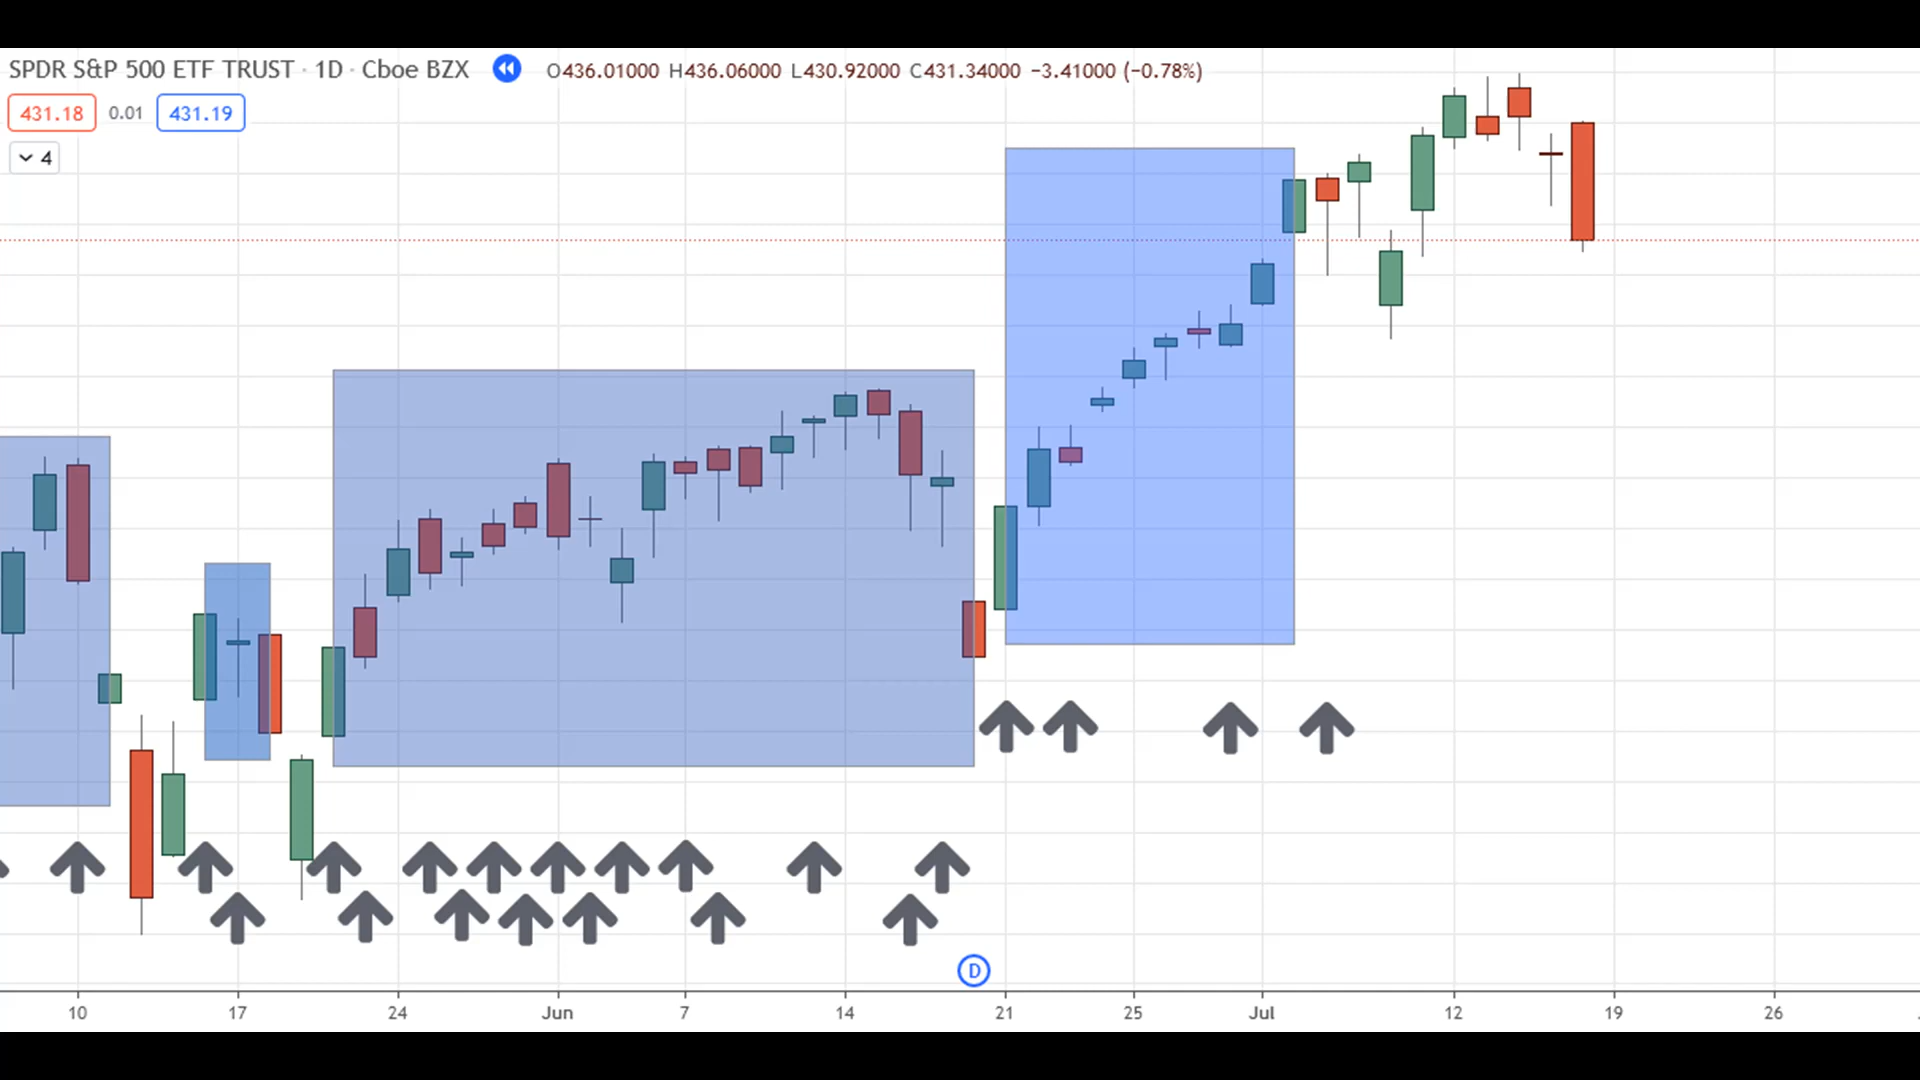 SPDR S&P 500 ETF TRUST · 1D · Cboe BZX O436.01000 H436.06000 L430.92000 C431.34000 −3.41000 (−0.78%)
431.18 0.01 431.19
4
D
10 17 24 Jun 7 14 21 25 Jul 12 19 26